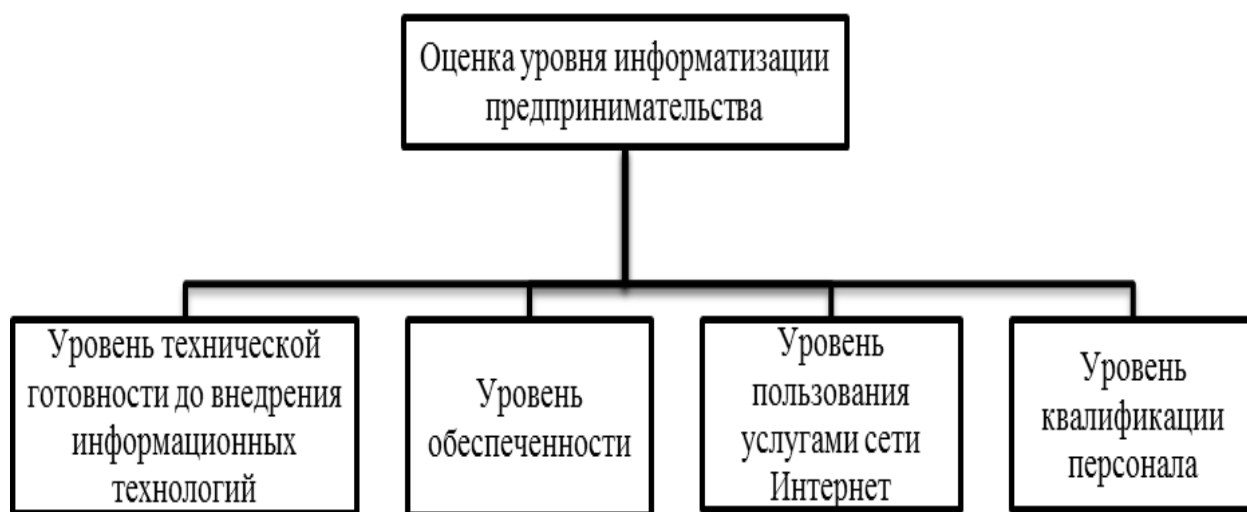 Оценка уровня информатизации
предпринимательства
Уровень технической
готовности до внедрения
информационных
технологий
Уровень
обеспеченности
Уровень
пользования
услугами сети
Интернет
Уровень
квалификации
персонала